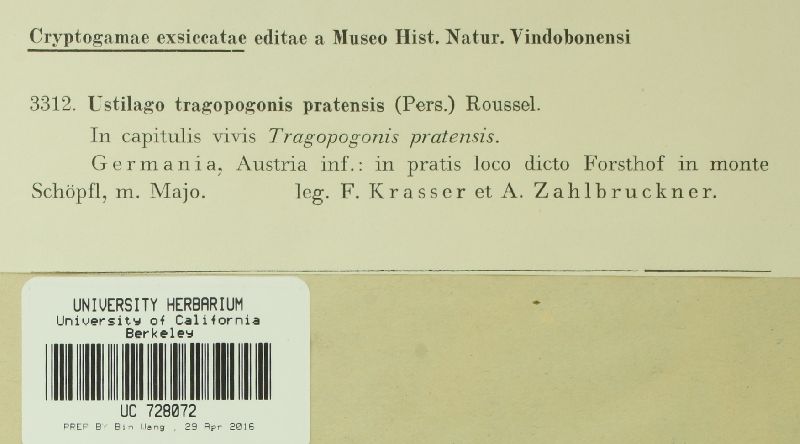 Cryptogamae exsiccatae editae a Museo Hist. Natur. Vindobonensi
3312. Ustilago tragopogonis pratensis (Pers.) Roussel.
In capitulis vivis Tragopogonis pratensis.
Germania, Austria inf.: in pratis loco dicto Forsthof in monte
Schöpfl, m. Majo. leg. F. Krasser et A. Zahlbruckner.
UNIVERSITY HERBARIUM
University of California
Berkeley
UC 728072
PREP BY Bin Wang , 29 Apr 2016